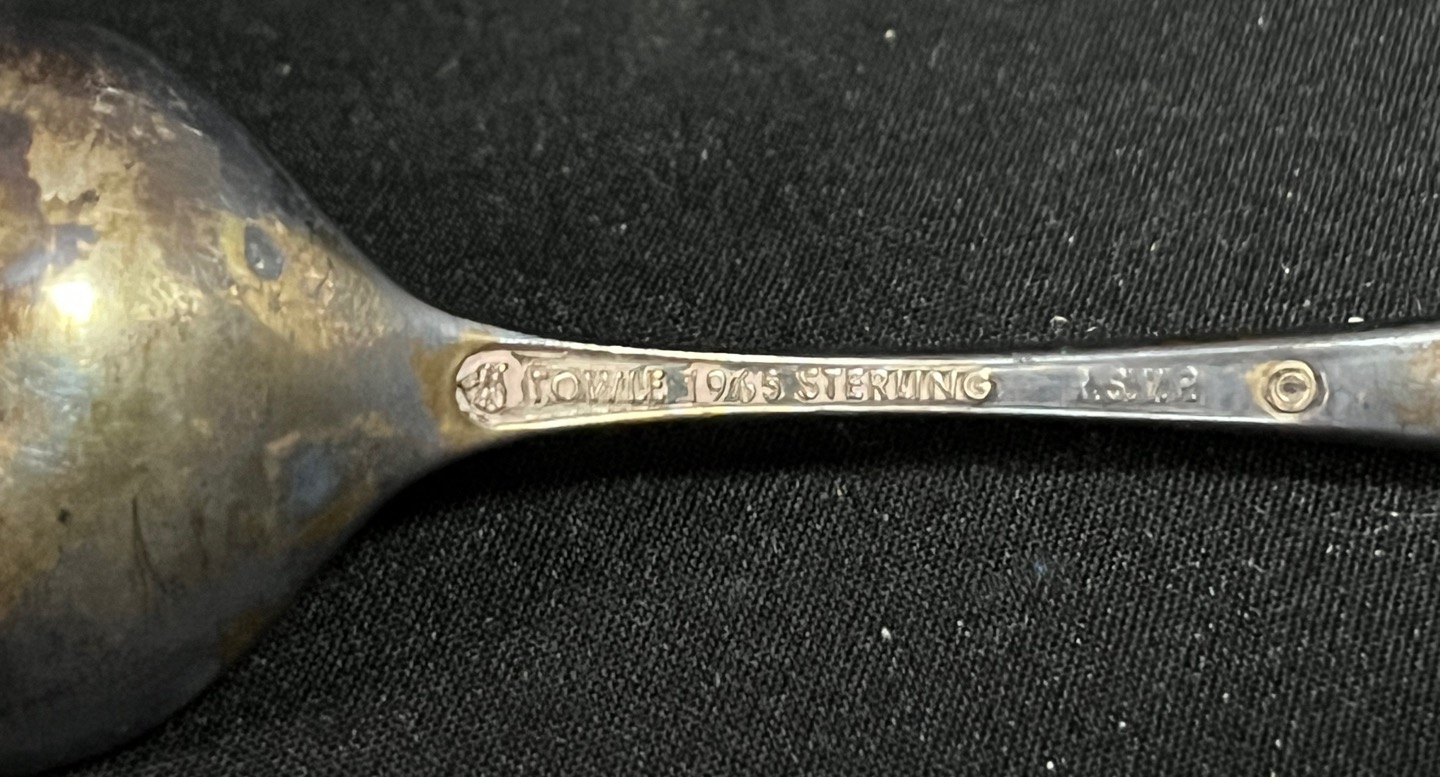 TOWLE 1965 STERLING R.S.V.P.